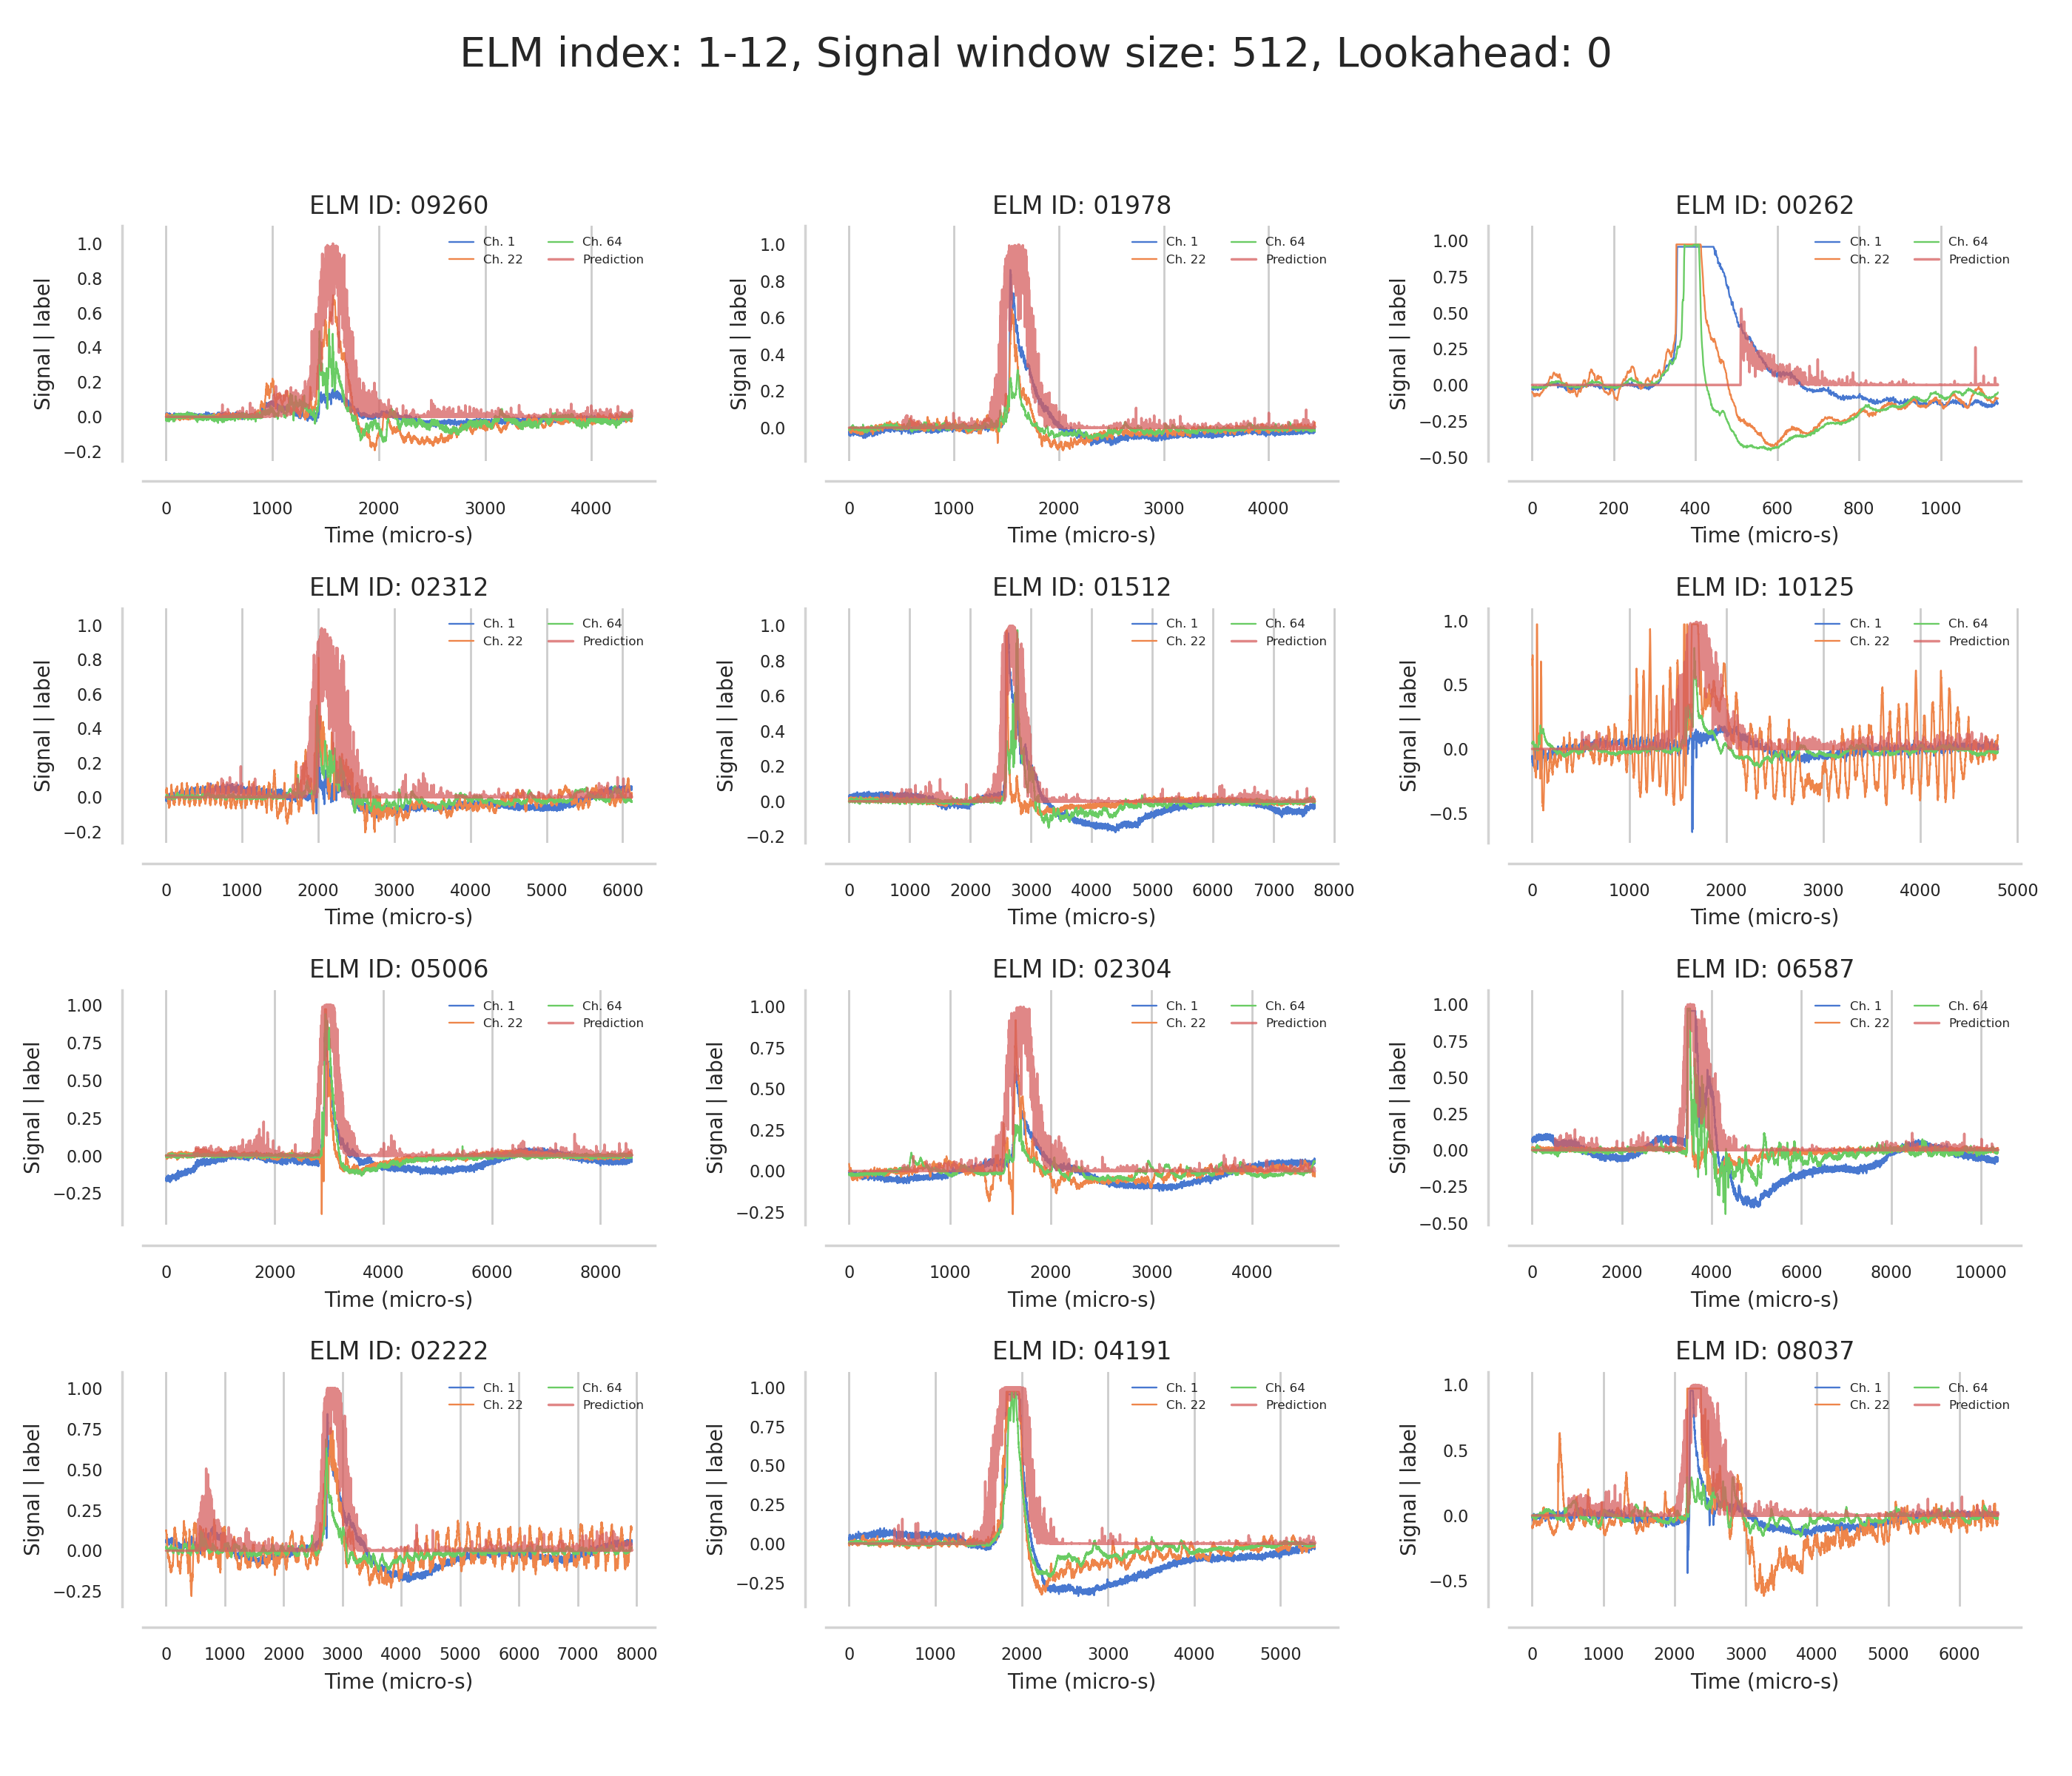 ELM index: 1-12, Signal window size: 512, Lookahead: 0
ELM ID: 09260
Signal | label
1.0
0.8
0.6
0.4
0.2
0.0
−0.2
Ch. 1
Ch. 22
Ch. 64
Prediction
0 1000 2000 3000 4000
Time (micro-s)
ELM ID: 01978
Signal | label
1.0
0.8
0.6
0.4
0.2
0.0
Ch. 1
Ch. 22
Ch. 64
Prediction
0 1000 2000 3000 4000
Time (micro-s)
ELM ID: 00262
Signal | label
1.00
0.75
0.50
0.25
0.00
−0.25
−0.50
Ch. 1
Ch. 22
Ch. 64
Prediction
0 200 400 600 800 1000
Time (micro-s)
ELM ID: 02312
Signal | label
1.0
0.8
0.6
0.4
0.2
0.0
−0.2
Ch. 1
Ch. 22
Ch. 64
Prediction
0 1000 2000 3000 4000 5000 6000
Time (micro-s)
ELM ID: 01512
Signal | label
1.0
0.8
0.6
0.4
0.2
0.0
−0.2
Ch. 1
Ch. 22
Ch. 64
Prediction
0 1000 2000 3000 4000 5000 6000 7000 8000
Time (micro-s)
ELM ID: 10125
Signal | label
1.0
0.5
0.0
−0.5
Ch. 1
Ch. 22
Ch. 64
Prediction
0 1000 2000 3000 4000 5000
Time (micro-s)
ELM ID: 05006
Signal | label
1.00
0.75
0.50
0.25
0.00
−0.25
Ch. 1
Ch. 22
Ch. 64
Prediction
0 2000 4000 6000 8000
Time (micro-s)
ELM ID: 02304
Signal | label
1.00
0.75
0.50
0.25
0.00
−0.25
Ch. 1
Ch. 22
Ch. 64
Prediction
0 1000 2000 3000 4000
Time (micro-s)
ELM ID: 06587
Signal | label
1.00
0.75
0.50
0.25
0.00
−0.25
−0.50
Ch. 1
Ch. 22
Ch. 64
Prediction
0 2000 4000 6000 8000 10000
Time (micro-s)
ELM ID: 02222
Signal | label
1.00
0.75
0.50
0.25
0.00
−0.25
Ch. 1
Ch. 22
Ch. 64
Prediction
0 1000 2000 3000 4000 5000 6000 7000 8000
Time (micro-s)
ELM ID: 04191
Signal | label
1.00
0.75
0.50
0.25
0.00
−0.25
Ch. 1
Ch. 22
Ch. 64
Prediction
0 1000 2000 3000 4000 5000
Time (micro-s)
ELM ID: 08037
Signal | label
1.0
0.5
0.0
−0.5
Ch. 1
Ch. 22
Ch. 64
Prediction
0 1000 2000 3000 4000 5000 6000
Time (micro-s)